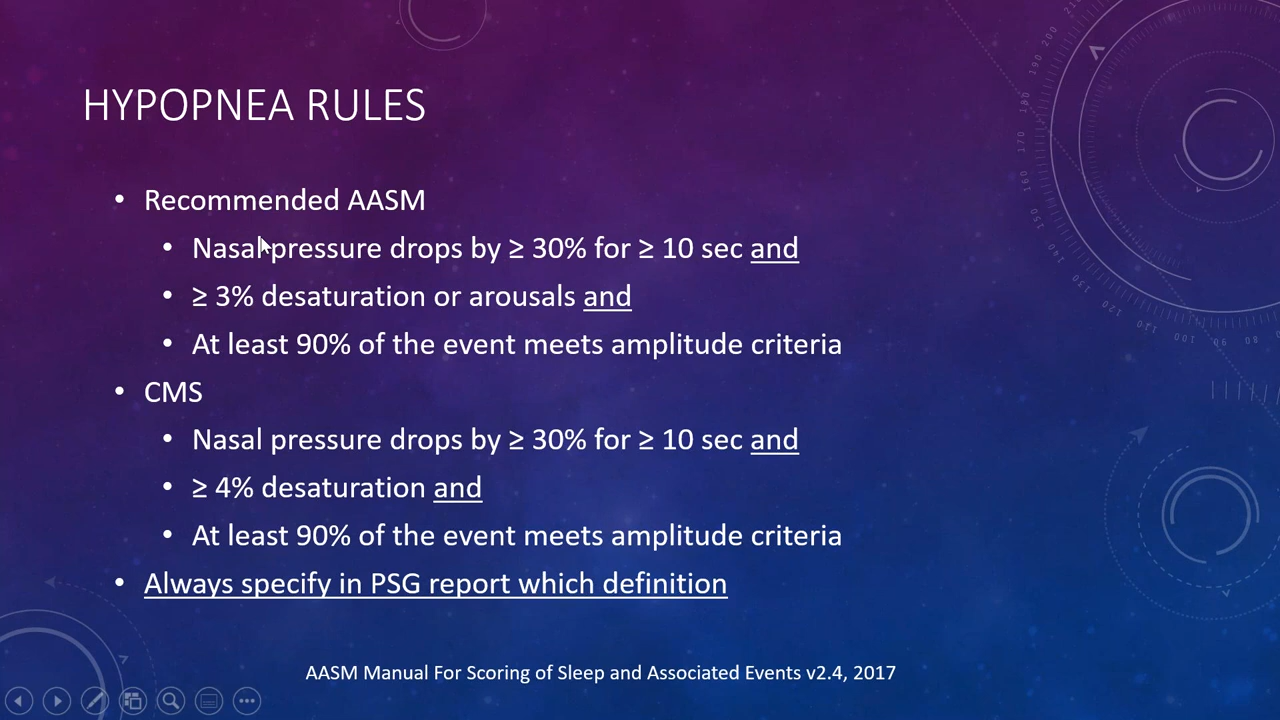 HYPOPNEA RULES
• Recommended AASM
• Nasal pressure drops by ≥ 30% for ≥ 10 sec and
• ≥ 3% desaturation or arousals and
• At least 90% of the event meets amplitude criteria
• CMS
• Nasal pressure drops by ≥ 30% for ≥ 10 sec and
• ≥ 4% desaturation and
• At least 90% of the event meets amplitude criteria
• Always specify in PSG report which definition
AASM Manual For Scoring of Sleep and Associated Events v2.4, 2017